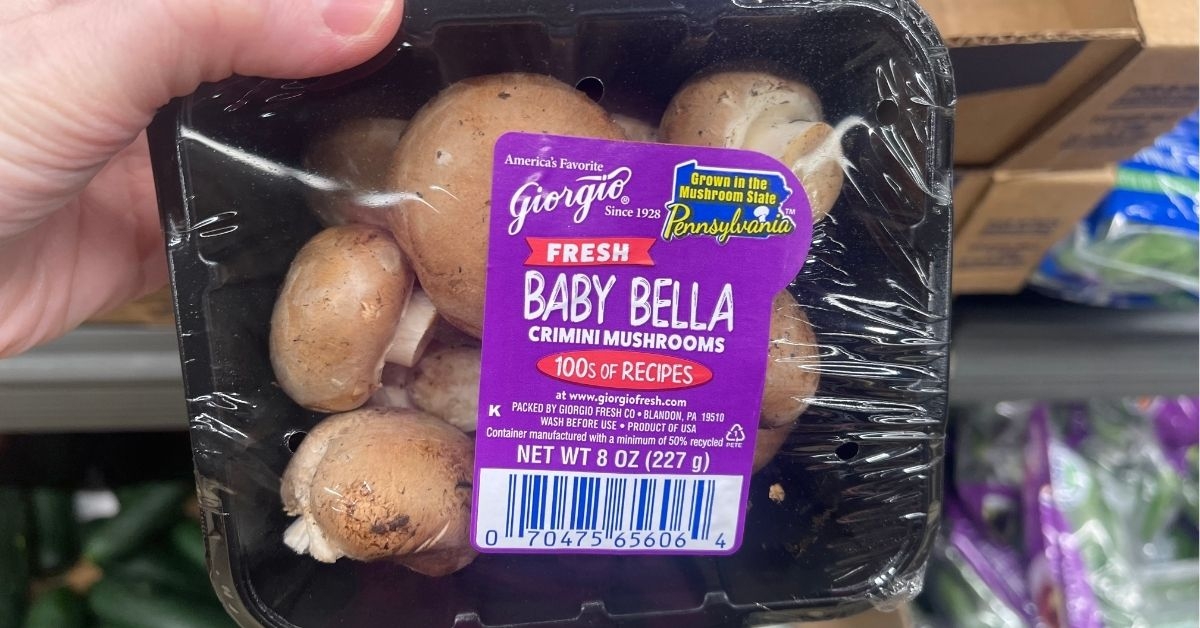 America's Favorite
Giorgio®
Since 1928
Grown in the
Mushroom State
Pennsylvania™
FRESH
BABY BELLA
CRIMINI MUSHROOMS
100s OF RECIPES
at www.giorgiofresh.com
K PACKED BY GIORGIO FRESH CO • BLANDON, PA 19510
WASH BEFORE USE • PRODUCT OF USA
Container manufactured with a minimum of 50% recycled
PETE
NET WT 8 OZ (227 g)
0 70475 65606 4